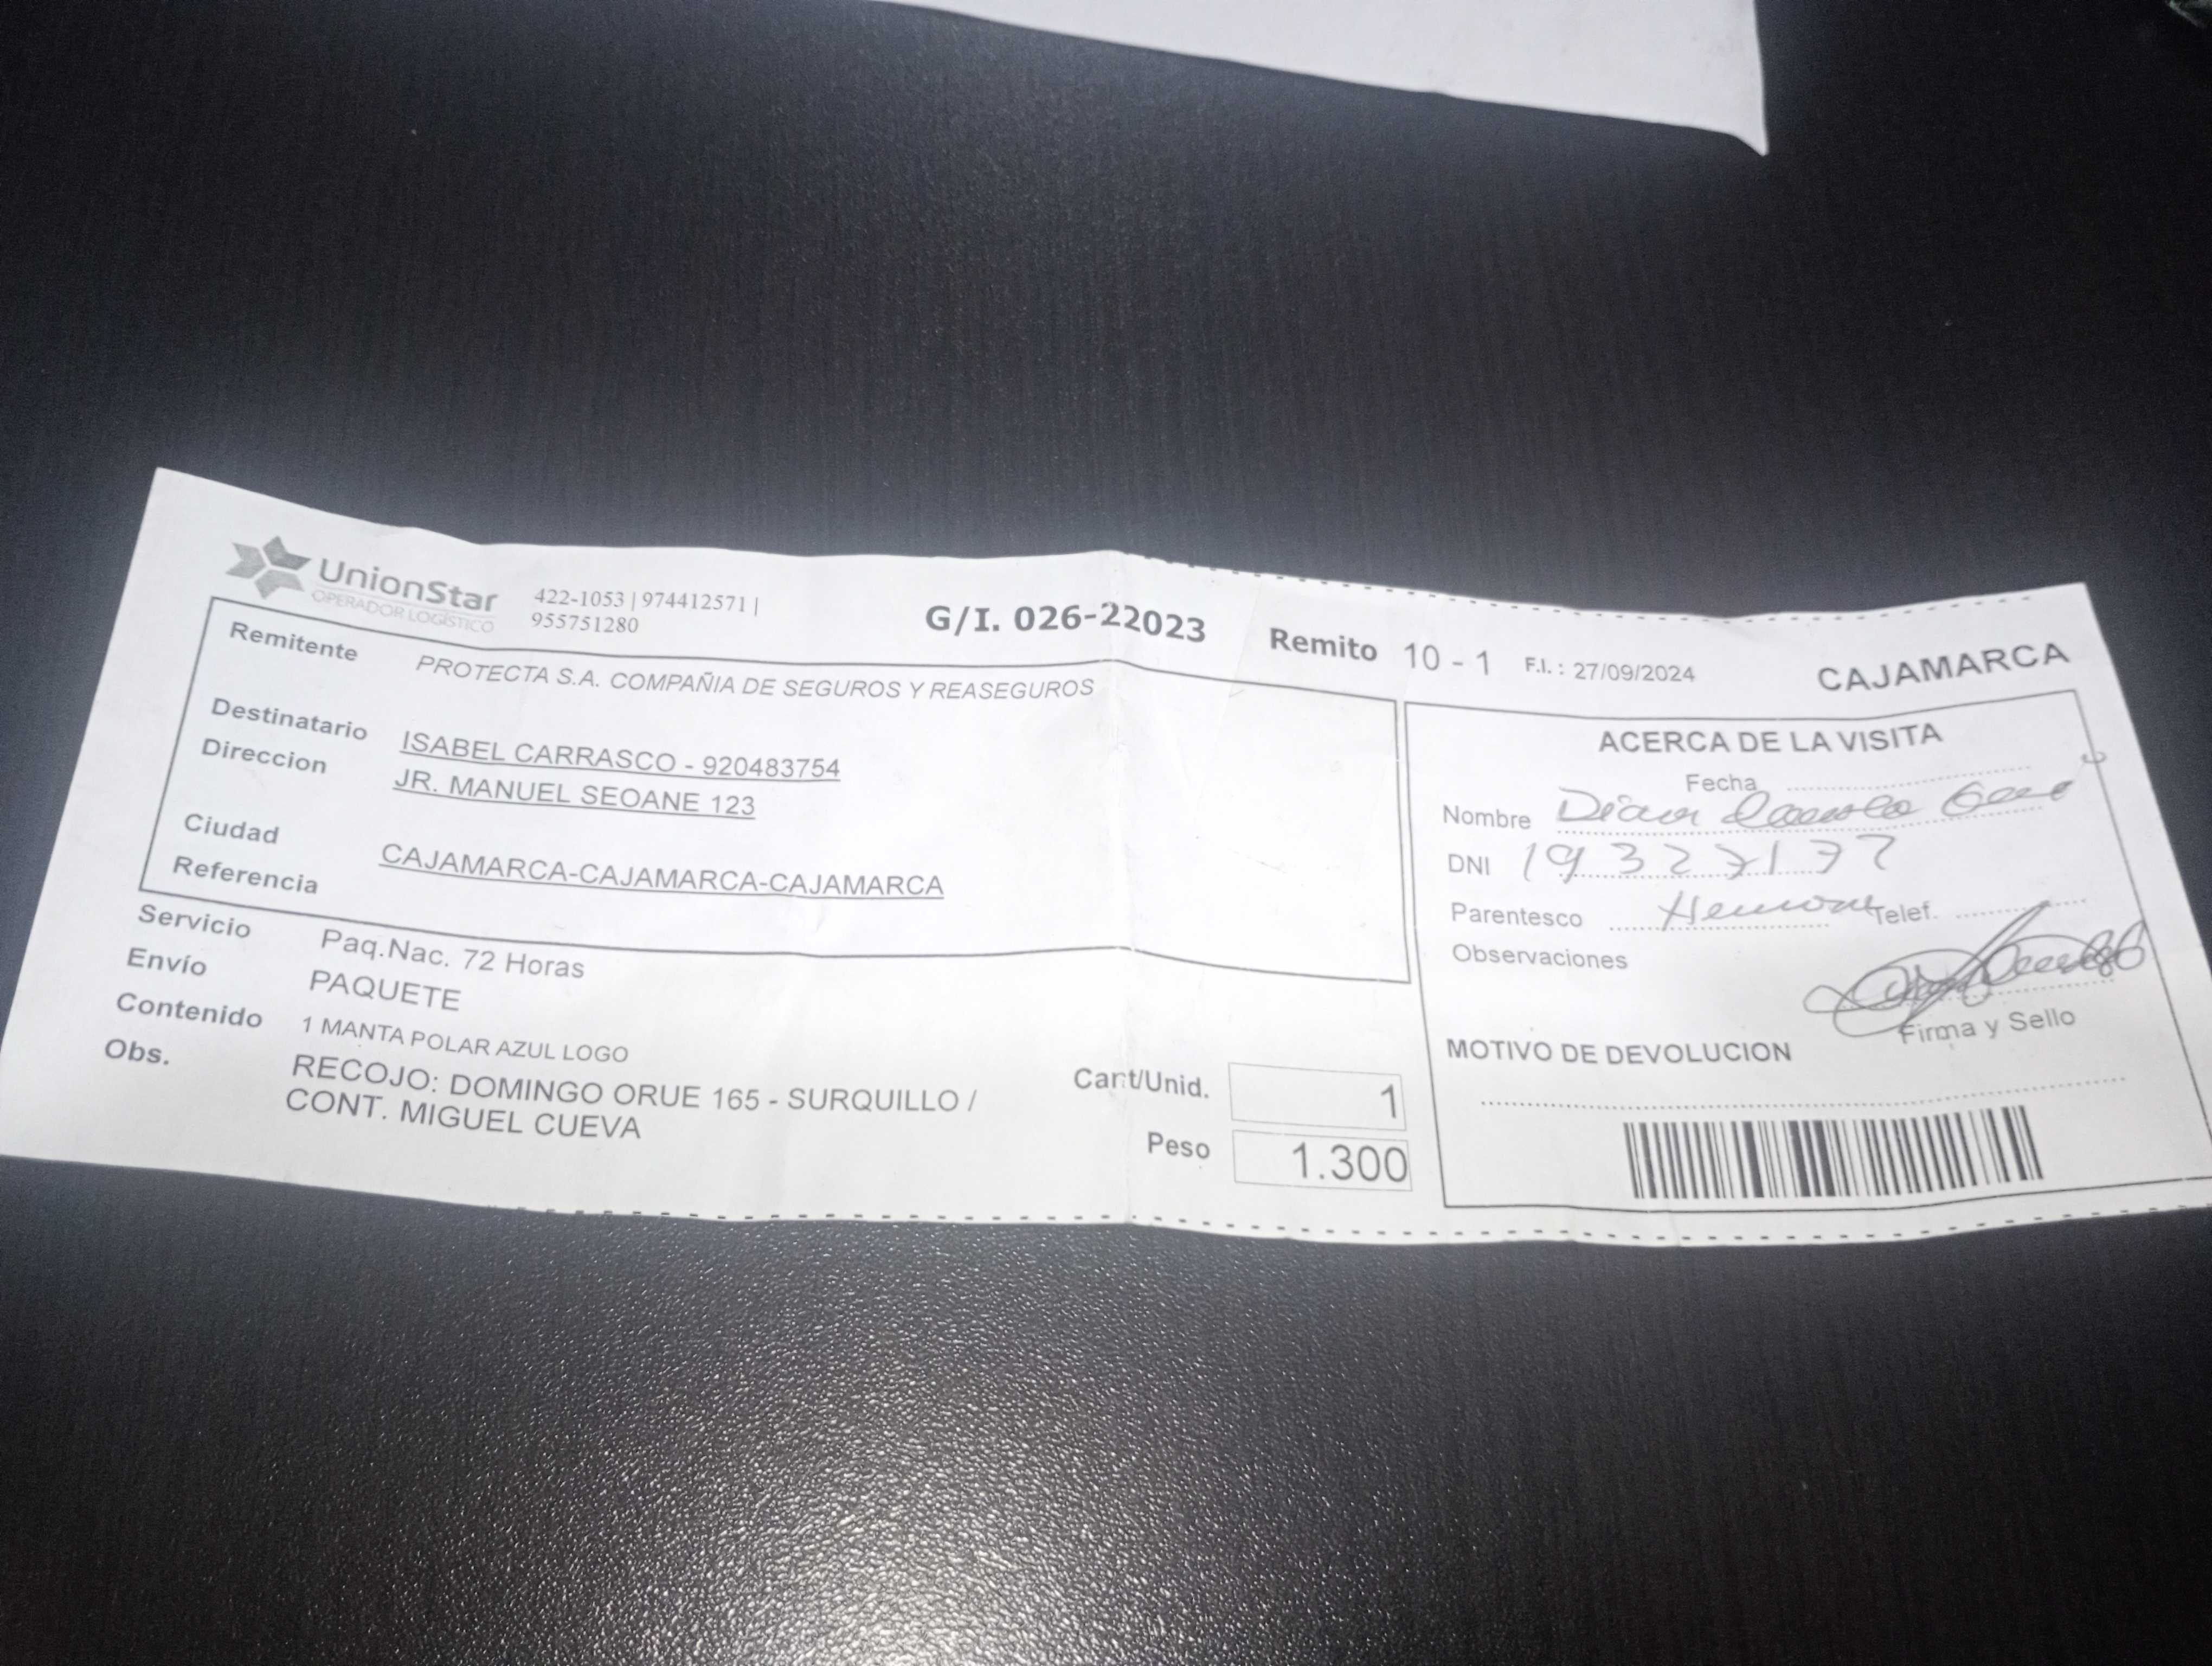 UnionStar
OPERADOR LOGÍSTICO
422-1053 | 974412571 |
955751280
G/I. 026-22023
Remito 10 - 1 F.I. : 27/09/2024
CAJAMARCA
Remitente PROTECTA S.A. COMPAÑIA DE SEGUROS Y REASEGUROS
Destinatario ISABEL CARRASCO - 920483754
Direccion JR. MANUEL SEOANE 123
Ciudad CAJAMARCA-CAJAMARCA-CAJAMARCA
Referencia
Servicio Paq.Nac. 72 Horas
Envío PAQUETE
Contenido 1 MANTA POLAR AZUL LOGO
Obs. RECOJO: DOMINGO ORUE 165 - SURQUILLO /
CONT. MIGUEL CUEVA
Cant/Unid. 1
Peso 1.300
ACERCA DE LA VISITA
Fecha
Nombre
DNI
Parentesco Telef.
Observaciones
Firma y Sello
MOTIVO DE DEVOLUCION